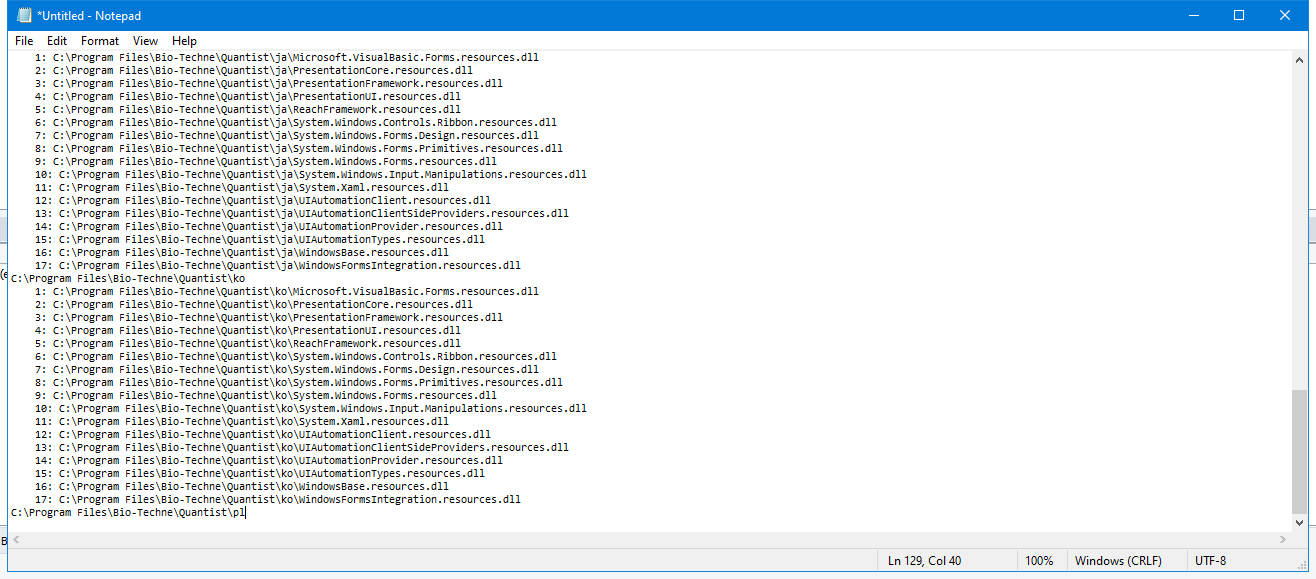 *Untitled - Notepad
File Edit Format View Help
1: C:\Program Files\Bio-Techne\Quantist\ja\Microsoft.VisualBasic.Forms.resources.dll
2: C:\Program Files\Bio-Techne\Quantist\ja\PresentationCore.resources.dll
3: C:\Program Files\Bio-Techne\Quantist\ja\PresentationFramework.resources.dll
4: C:\Program Files\Bio-Techne\Quantist\ja\PresentationUI.resources.dll
5: C:\Program Files\Bio-Techne\Quantist\ja\ReachFramework.resources.dll
6: C:\Program Files\Bio-Techne\Quantist\ja\System.Windows.Controls.Ribbon.resources.dll
7: C:\Program Files\Bio-Techne\Quantist\ja\System.Windows.Forms.Design.resources.dll
8: C:\Program Files\Bio-Techne\Quantist\ja\System.Windows.Forms.Primitives.resources.dll
9: C:\Program Files\Bio-Techne\Quantist\ja\System.Windows.Forms.resources.dll
10: C:\Program Files\Bio-Techne\Quantist\ja\System.Windows.Input.Manipulations.resources.dll
11: C:\Program Files\Bio-Techne\Quantist\ja\System.Xaml.resources.dll
12: C:\Program Files\Bio-Techne\Quantist\ja\UIAutomationClient.resources.dll
13: C:\Program Files\Bio-Techne\Quantist\ja\UIAutomationClientSideProviders.resources.dll
14: C:\Program Files\Bio-Techne\Quantist\ja\UIAutomationProvider.resources.dll
15: C:\Program Files\Bio-Techne\Quantist\ja\UIAutomationTypes.resources.dll
16: C:\Program Files\Bio-Techne\Quantist\ja\WindowsBase.resources.dll
17: C:\Program Files\Bio-Techne\Quantist\ja\WindowsFormsIntegration.resources.dll
C:\Program Files\Bio-Techne\Quantist\ko
1: C:\Program Files\Bio-Techne\Quantist\ko\Microsoft.VisualBasic.Forms.resources.dll
2: C:\Program Files\Bio-Techne\Quantist\ko\PresentationCore.resources.dll
3: C:\Program Files\Bio-Techne\Quantist\ko\PresentationFramework.resources.dll
4: C:\Program Files\Bio-Techne\Quantist\ko\PresentationUI.resources.dll
5: C:\Program Files\Bio-Techne\Quantist\ko\ReachFramework.resources.dll
6: C:\Program Files\Bio-Techne\Quantist\ko\System.Windows.Controls.Ribbon.resources.dll
7: C:\Program Files\Bio-Techne\Quantist\ko\System.Windows.Forms.Design.resources.dll
8: C:\Program Files\Bio-Techne\Quantist\ko\System.Windows.Forms.Primitives.resources.dll
9: C:\Program Files\Bio-Techne\Quantist\ko\System.Windows.Forms.resources.dll
10: C:\Program Files\Bio-Techne\Quantist\ko\System.Windows.Input.Manipulations.resources.dll
11: C:\Program Files\Bio-Techne\Quantist\ko\System.Xaml.resources.dll
12: C:\Program Files\Bio-Techne\Quantist\ko\UIAutomationClient.resources.dll
13: C:\Program Files\Bio-Techne\Quantist\ko\UIAutomationClientSideProviders.resources.dll
14: C:\Program Files\Bio-Techne\Quantist\ko\UIAutomationProvider.resources.dll
15: C:\Program Files\Bio-Techne\Quantist\ko\UIAutomationTypes.resources.dll
16: C:\Program Files\Bio-Techne\Quantist\ko\WindowsBase.resources.dll
17: C:\Program Files\Bio-Techne\Quantist\ko\WindowsFormsIntegration.resources.dll
C:\Program Files\Bio-Techne\Quantist\pl
Ln 129, Col 40 100% Windows (CRLF) UTF-8